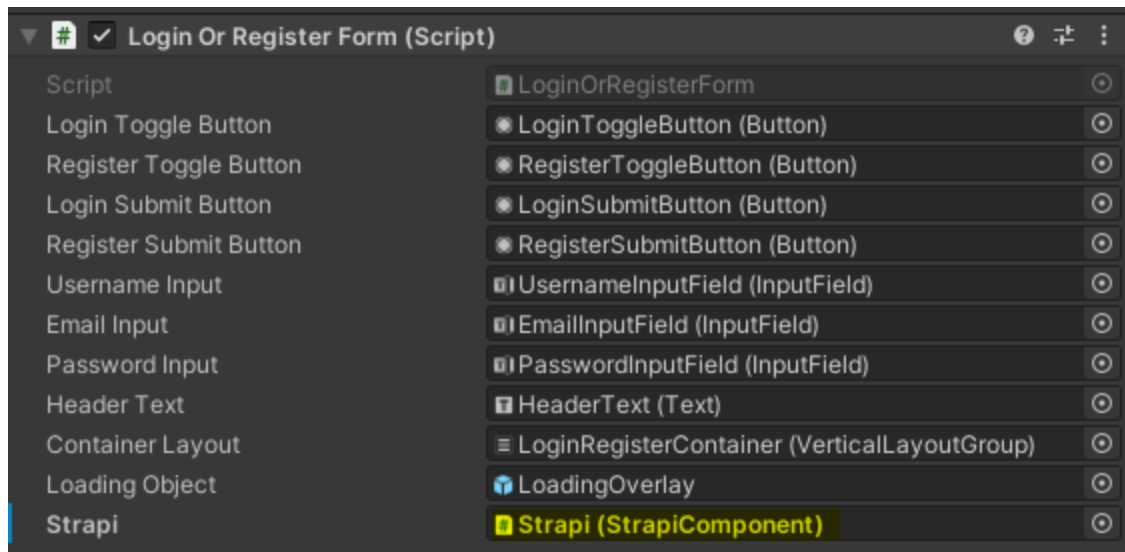 Login Or Register Form (Script)
Script LoginOrRegisterForm
Login Toggle Button LoginToggleButton (Button)
Register Toggle Button RegisterToggleButton (Button)
Login Submit Button LoginSubmitButton (Button)
Register Submit Button RegisterSubmitButton (Button)
Username Input UsernameInputField (InputField)
Email Input EmailInputField (InputField)
Password Input PasswordInputField (InputField)
Header Text HeaderText (Text)
Container Layout LoginRegisterContainer (VerticalLayoutGroup)
Loading Object LoadingOverlay
Strapi Strapi (StrapiComponent)